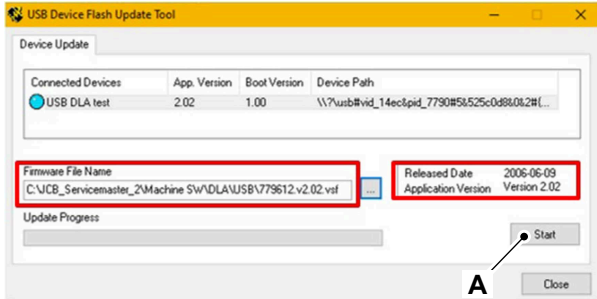 USB Device Flash Update Tool
Device Update
Connected Devices App. Version Boot Version Device Path
USB DLA test 2.02 1.00 \\?\usb#vid_14ec&pid_7790#5&525c0d8&0&2#{...
Firmware File Name
C:\JCB_Servicemaster_2\Machine SW\DLA\USB\779612.v2.02.vsf ...
Released Date 2006-06-09
Application Version Version 2.02
Update Progress
Start
A
Close